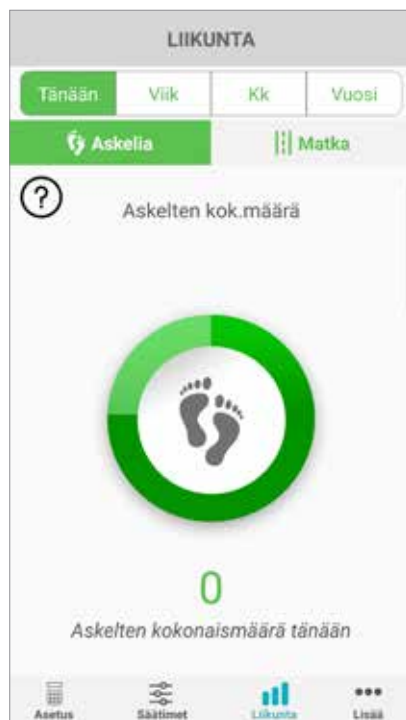 LIIKUNTA
Tänään Viik Kk Vuosi
Askelia Matka
?
Askelten kok.määrä
0
Askelten kokonaismäärä tänään
Asetus Säätimet Liikunta Lisää